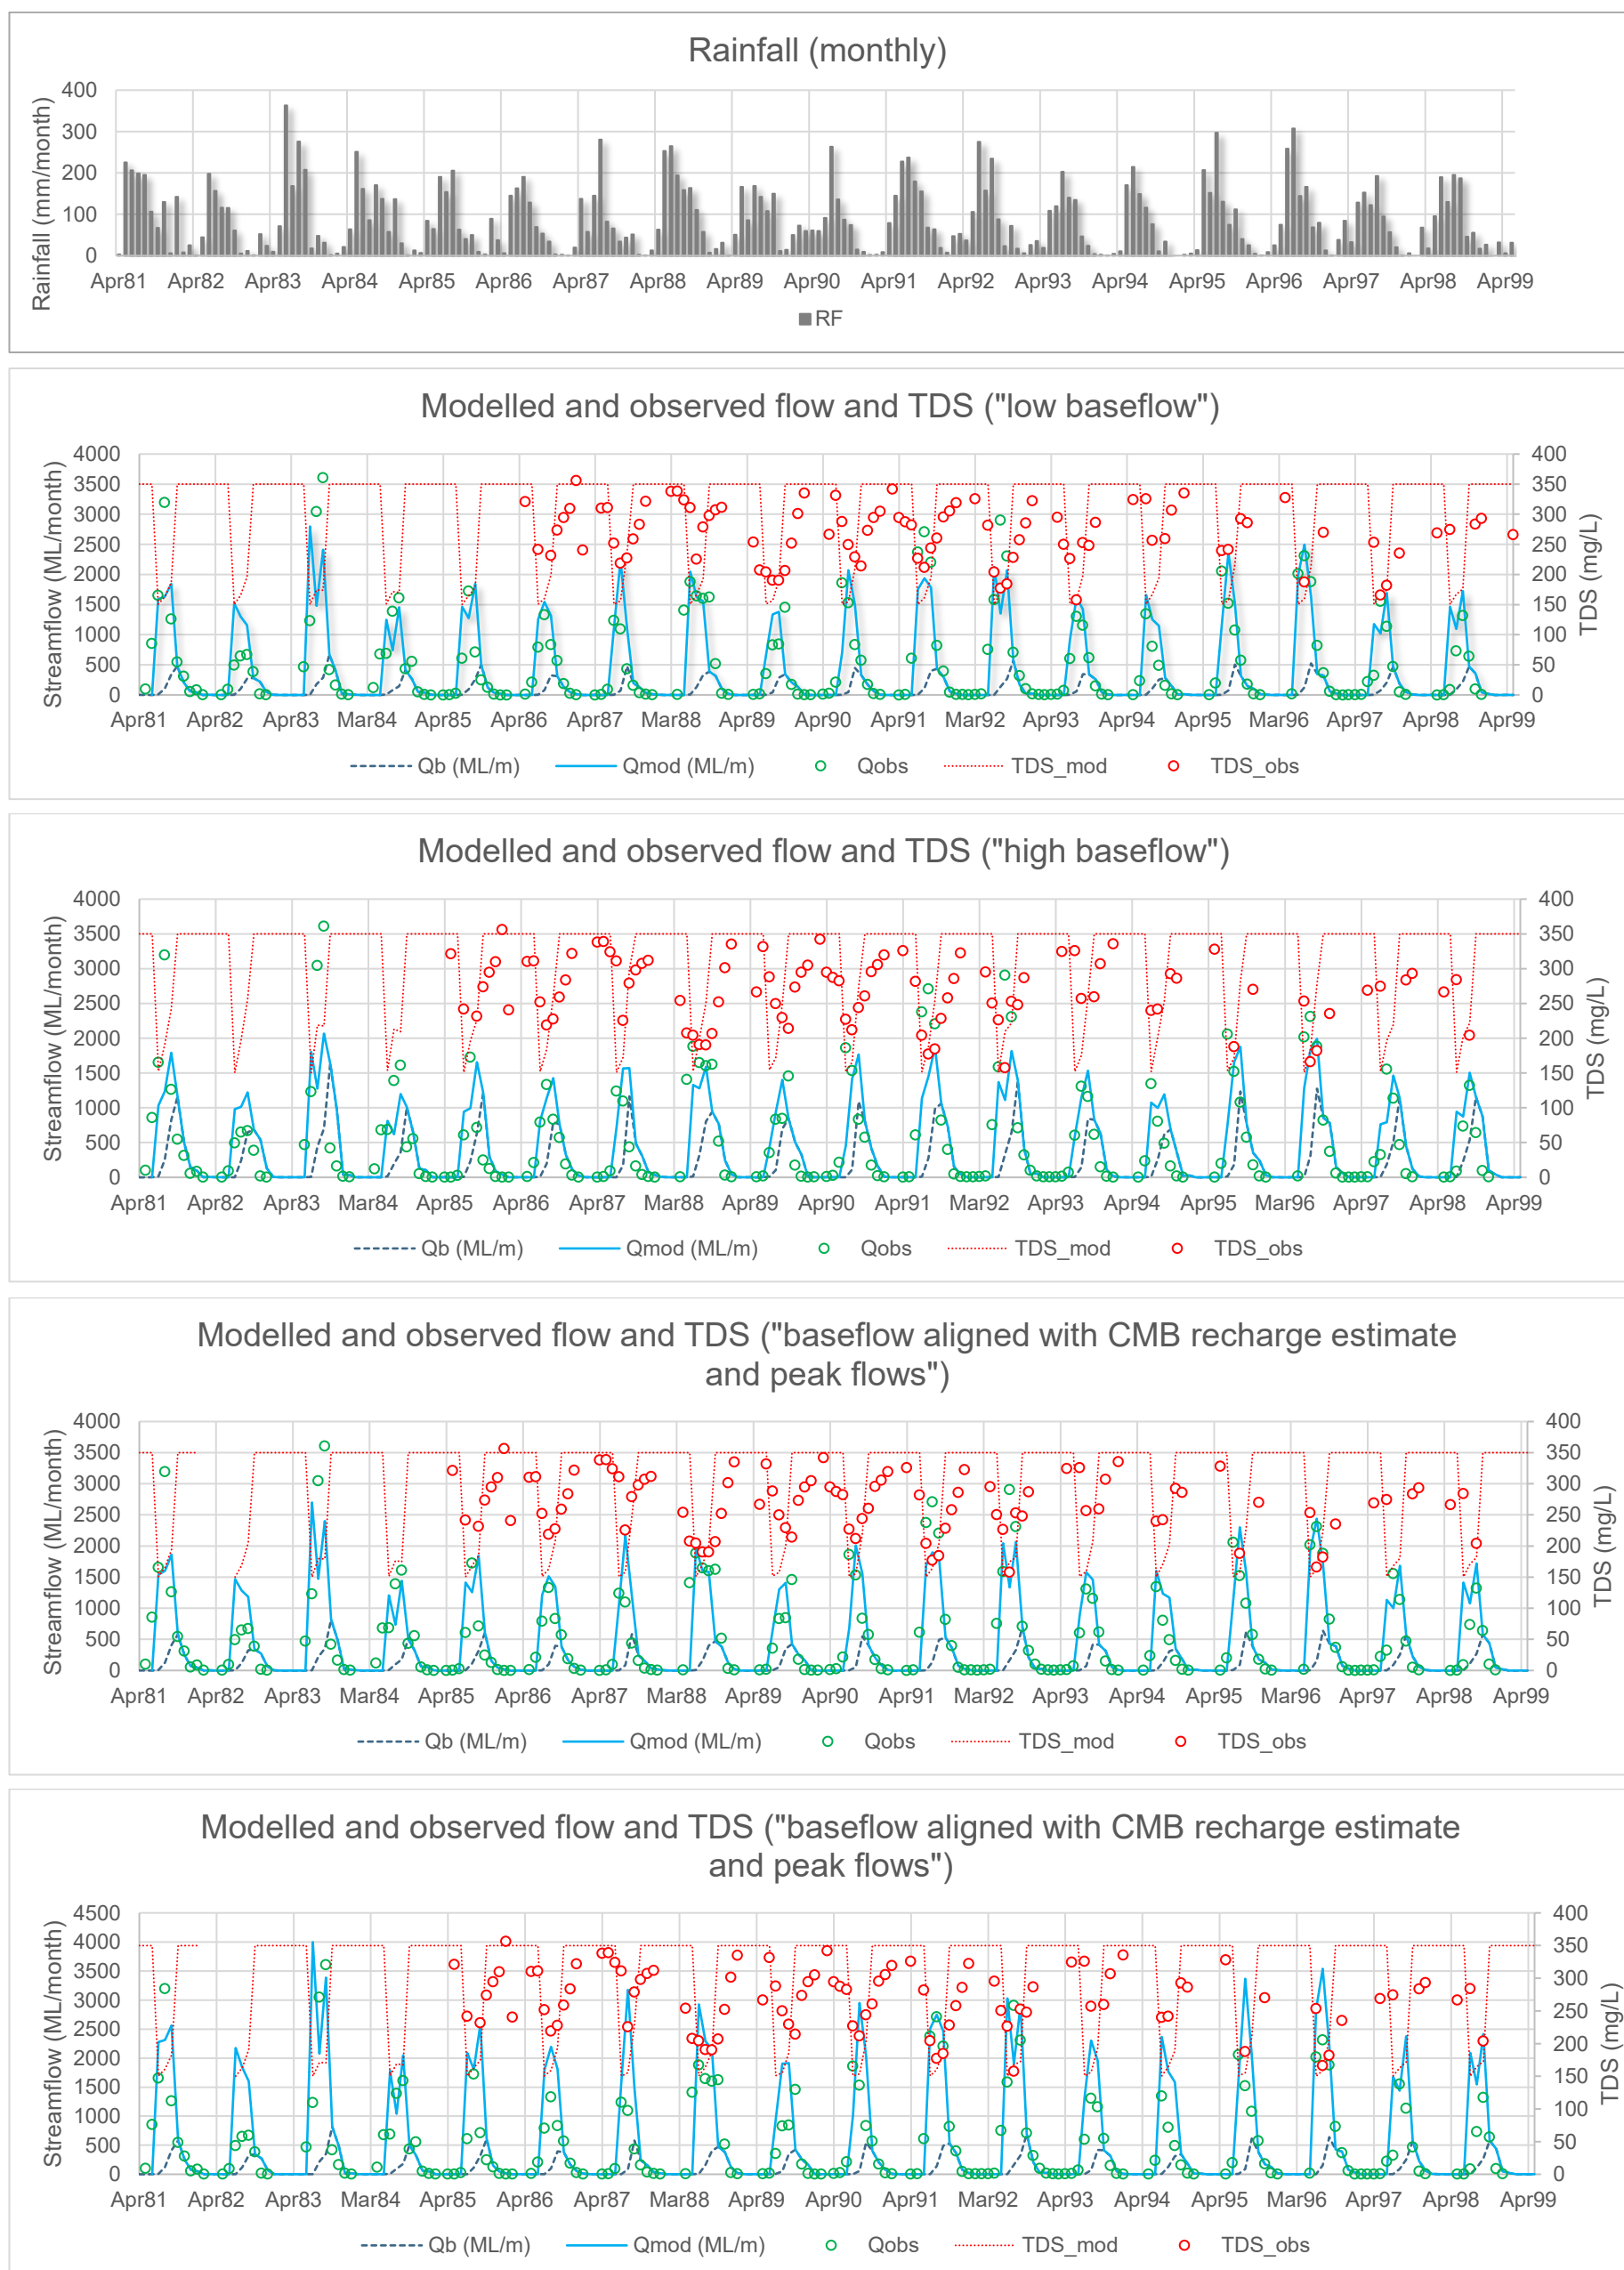 Rainfall (monthly)
Rainfall (mm/month)
400
300
200
100
0
Apr81 Apr82 Apr83 Apr84 Apr85 Apr86 Apr87 Apr88 Apr89 Apr90 Apr91 Apr92 Apr93 Apr94 Apr95 Apr96 Apr97 Apr98 Apr99
RF
Modelled and observed flow and TDS ("low baseflow")
Streamflow (ML/month)
4000 400
3500 350
3000 300
2500 250
2000 200
1500 150
1000 100
500 50
0 0
TDS (mg/L)
Apr81 Apr82 Apr83 Mar84 Apr85 Apr86 Apr87 Mar88 Apr89 Apr90 Apr91 Mar92 Apr93 Apr94 Apr95 Mar96 Apr97 Apr98 Apr99
Qb (ML/m) Qmod (ML/m) Qobs TDS_mod TDS_obs
Modelled and observed flow and TDS ("high baseflow")
Streamflow (ML/month)
4000 400
3500 350
3000 300
2500 250
2000 200
1500 150
1000 100
500 50
0 0
TDS (mg/L)
Apr81 Apr82 Apr83 Mar84 Apr85 Apr86 Apr87 Mar88 Apr89 Apr90 Apr91 Mar92 Apr93 Apr94 Apr95 Mar96 Apr97 Apr98 Apr99
Qb (ML/m) Qmod (ML/m) Qobs TDS_mod TDS_obs
Modelled and observed flow and TDS ("baseflow aligned with CMB recharge estimate
and peak flows")
Streamflow (ML/month)
4000 400
3500 350
3000 300
2500 250
2000 200
1500 150
1000 100
500 50
0 0
TDS (mg/L)
Apr81 Apr82 Apr83 Mar84 Apr85 Apr86 Apr87 Mar88 Apr89 Apr90 Apr91 Mar92 Apr93 Apr94 Apr95 Mar96 Apr97 Apr98 Apr99
Qb (ML/m) Qmod (ML/m) Qobs TDS_mod TDS_obs
Modelled and observed flow and TDS ("baseflow aligned with CMB recharge estimate
and peak flows")
Streamflow (ML/month)
4500 400
4000 350
3500 300
3000 250
2500 200
2000 150
1500 100
1000 50
500 0
0
TDS (mg/L)
Apr81 Apr82 Apr83 Mar84 Apr85 Apr86 Apr87 Mar88 Apr89 Apr90 Apr91 Mar92 Apr93 Apr94 Apr95 Mar96 Apr97 Apr98 Apr99
Qb (ML/m) Qmod (ML/m) Qobs TDS_mod TDS_obs